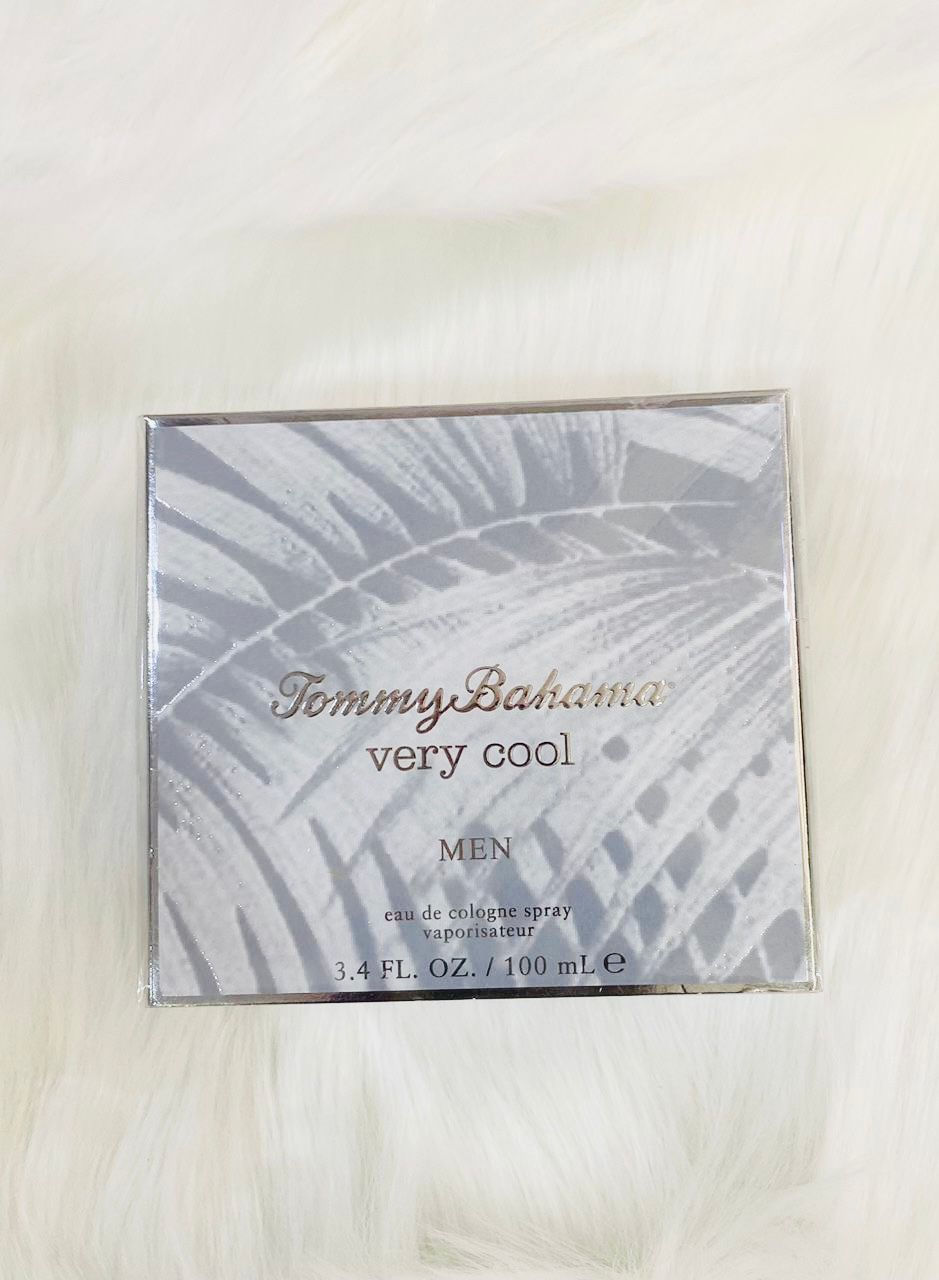 Tommy Bahama
very cool
MEN
eau de cologne spray
vaporisateur
3.4 FL. OZ. / 100 mL ℮